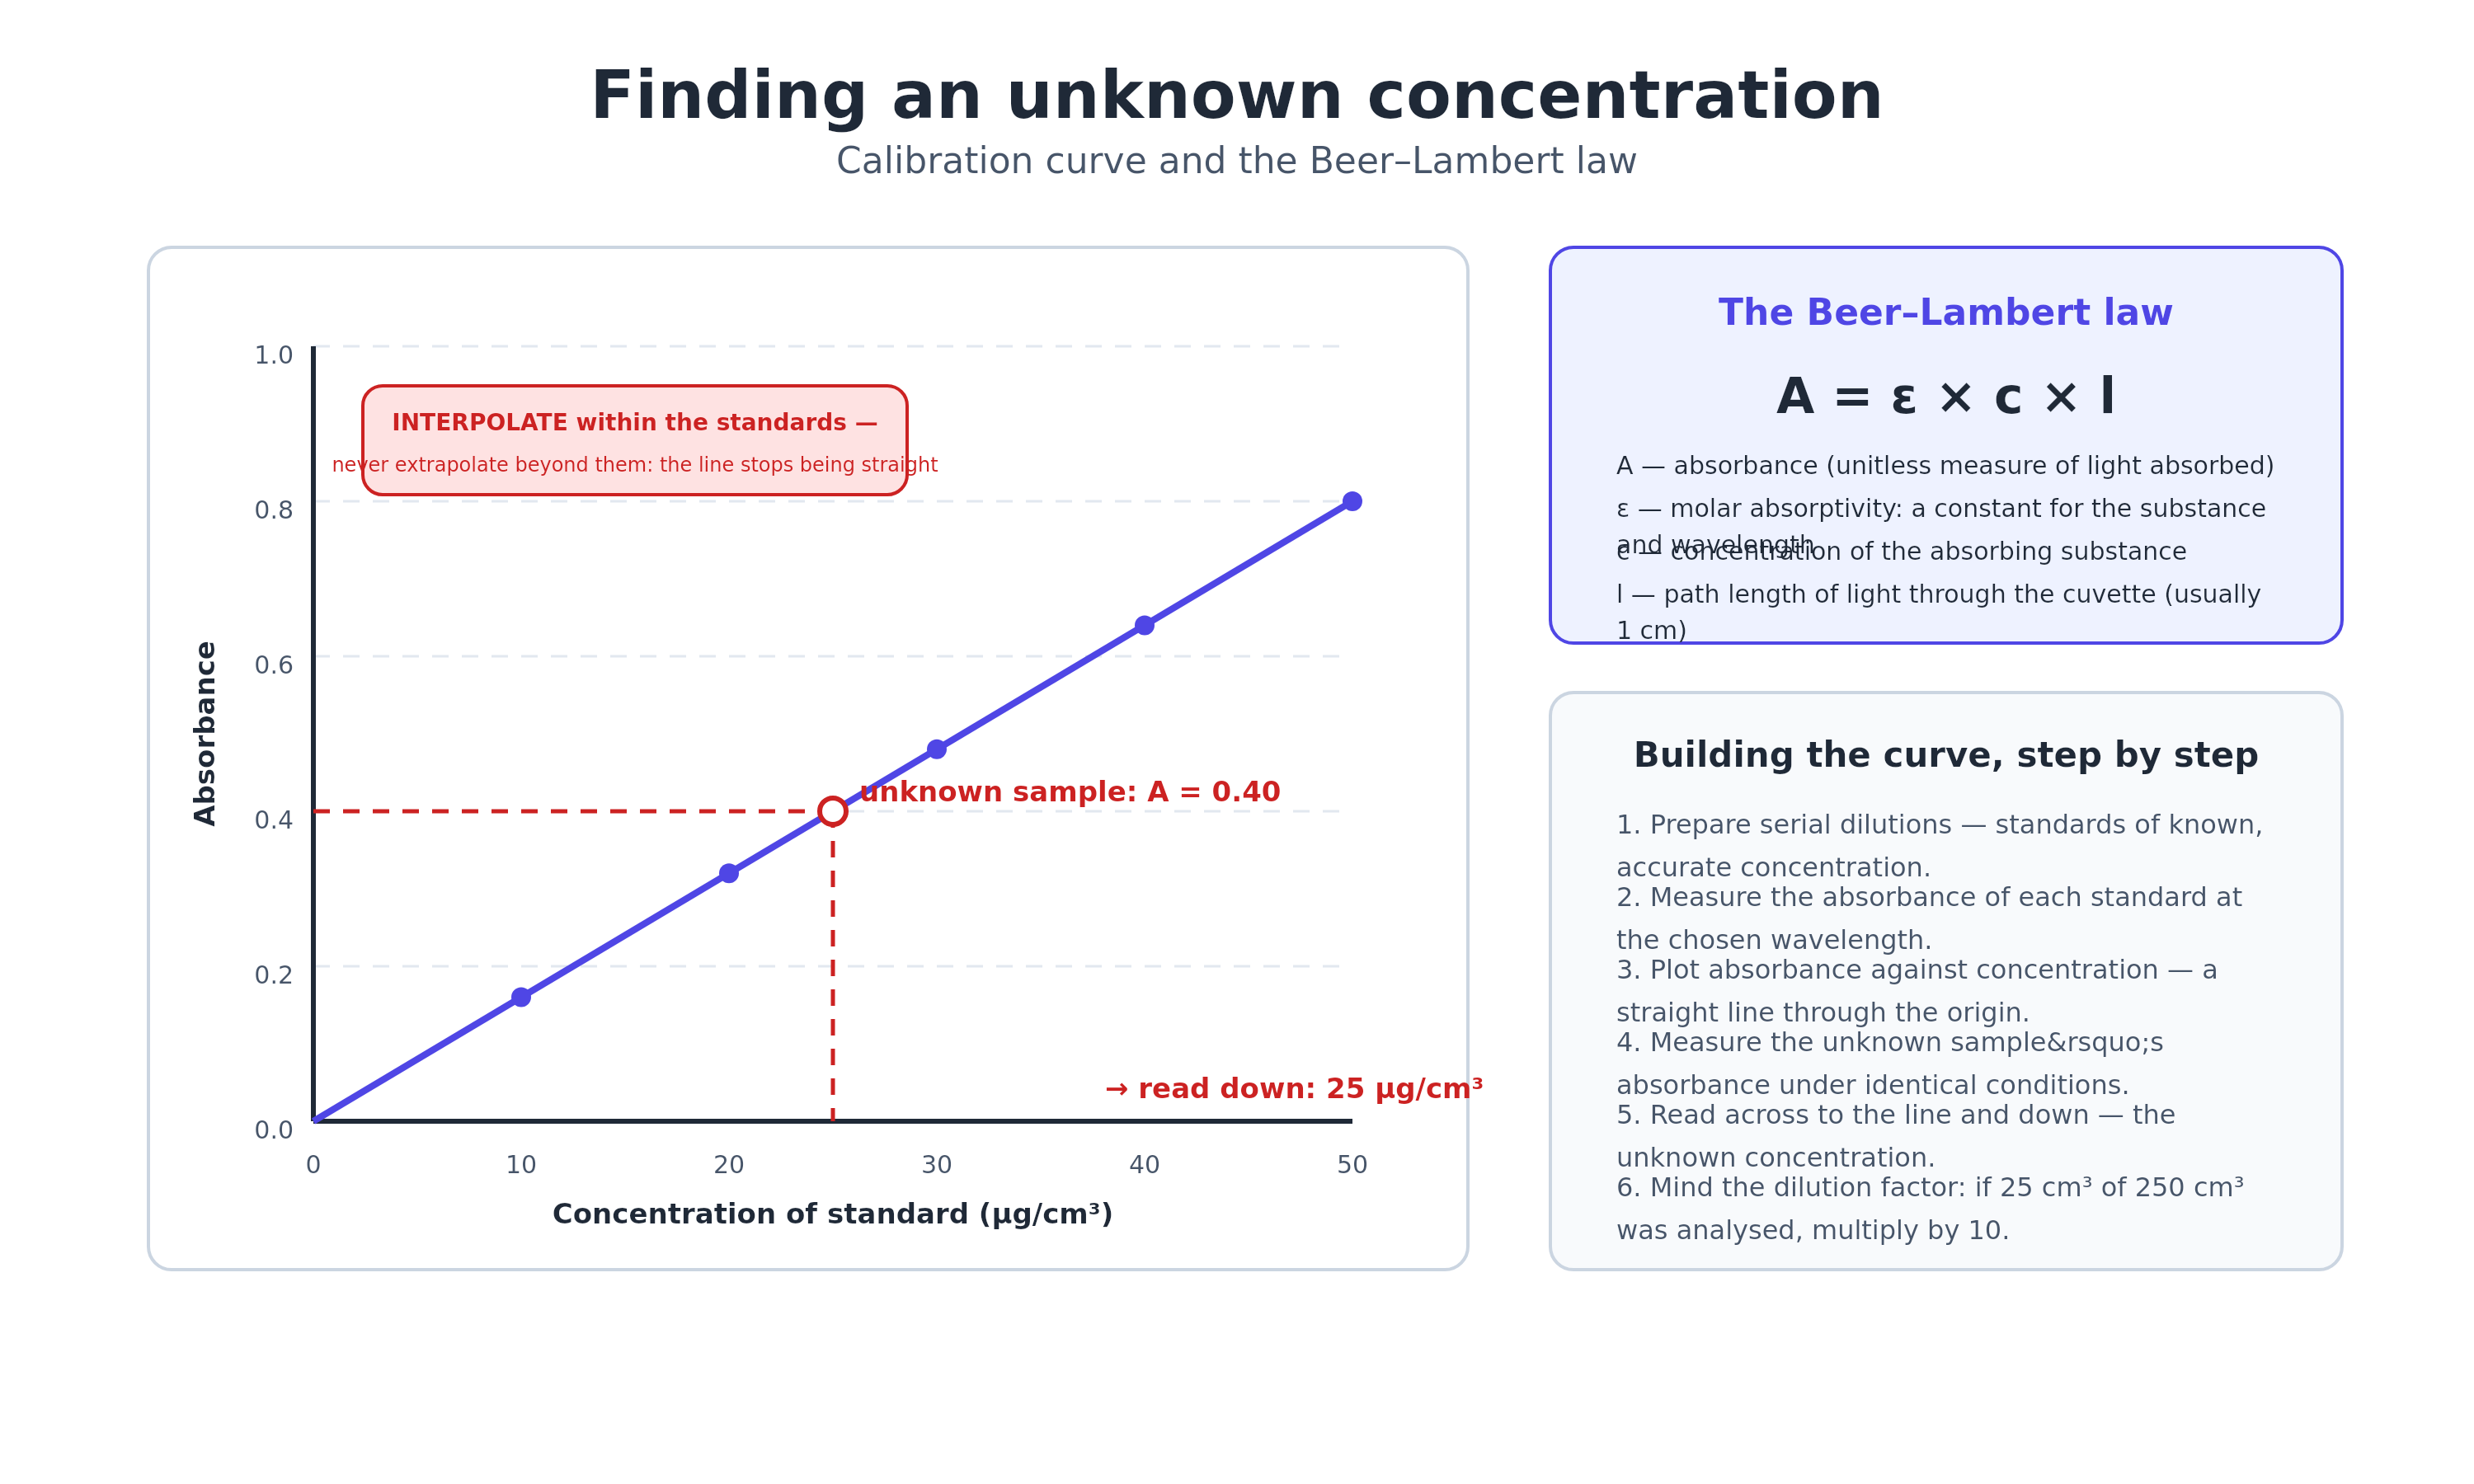 Finding an unknown concentration
Calibration curve and the Beer–Lambert law
1.0
0.8
0.6
0.4
0.2
0.0
Absorbance
INTERPOLATE within the standards —
never extrapolate beyond them: the line stops being straight
unknown sample: A = 0.40
→ read down: 25 µg/cm³
0
10
20
30
40
50
Concentration of standard (µg/cm³)
The Beer–Lambert law
A = ε × c × l
A — absorbance (unitless measure of light absorbed)
ε — molar absorptivity: a constant for the substance
and wavelength
c — concentration of the absorbing substance
l — path length of light through the cuvette (usually
1 cm)
Building the curve, step by step
1. Prepare serial dilutions — standards of known,
accurate concentration.
2. Measure the absorbance of each standard at
the chosen wavelength.
3. Plot absorbance against concentration — a
straight line through the origin.
4. Measure the unknown sample&rsquo;s
absorbance under identical conditions.
5. Read across to the line and down — the
unknown concentration.
6. Mind the dilution factor: if 25 cm³ of 250 cm³
was analysed, multiply by 10.